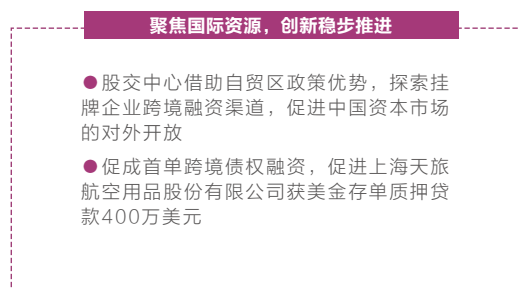 聚焦国际资源，创新稳步推进
●股交中心借助自贸区政策优势，探索挂
牌企业跨境融资渠道，促进中国资本市场
的对外开放
●促成首单跨境债权融资，促进上海天旅
航空用品股份有限公司获美金存单质押贷
款400万美元